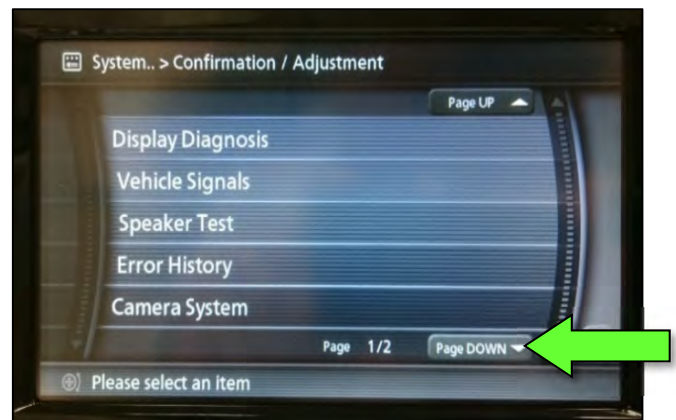 System.. > Confirmation / Adjustment
Page UP
Display Diagnosis
Vehicle Signals
Speaker Test
Error History
Camera System
Page 1/2 Page DOWN
Please select an item